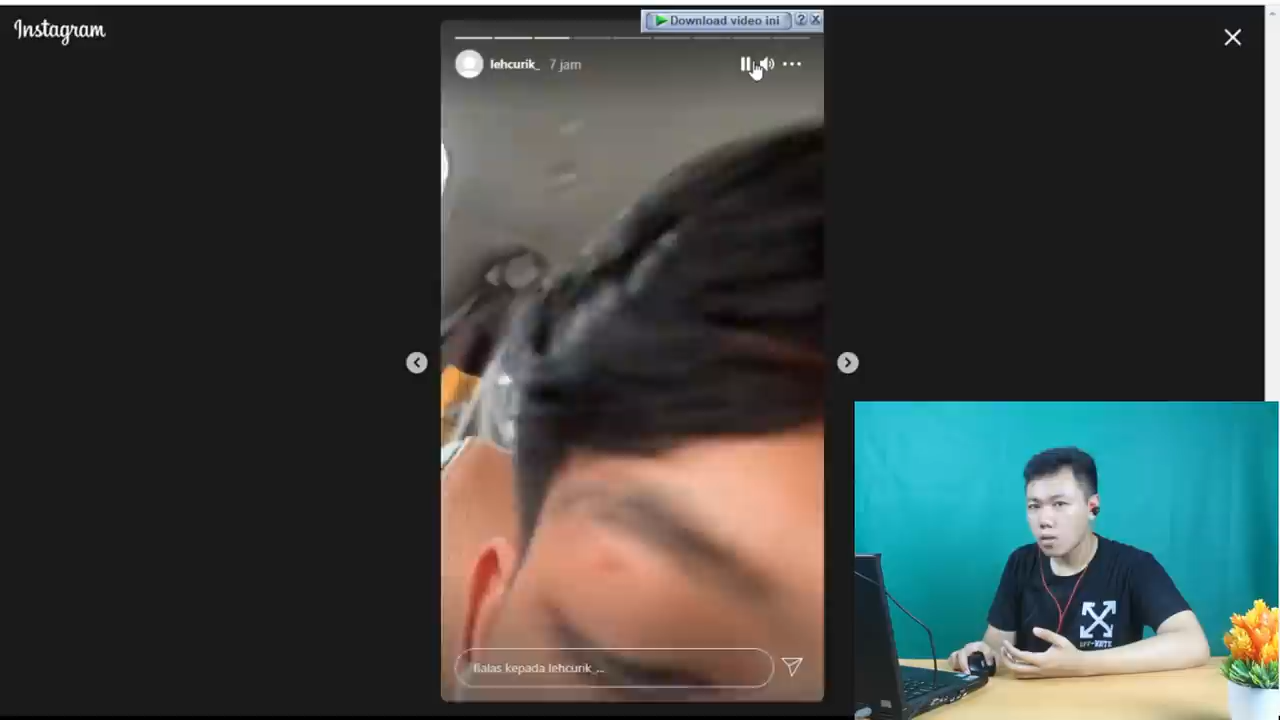 Instagram
Download video ini
?
lehcurik_ 7 jam
Balas kepada lehcurik_...
OFF-WHITE